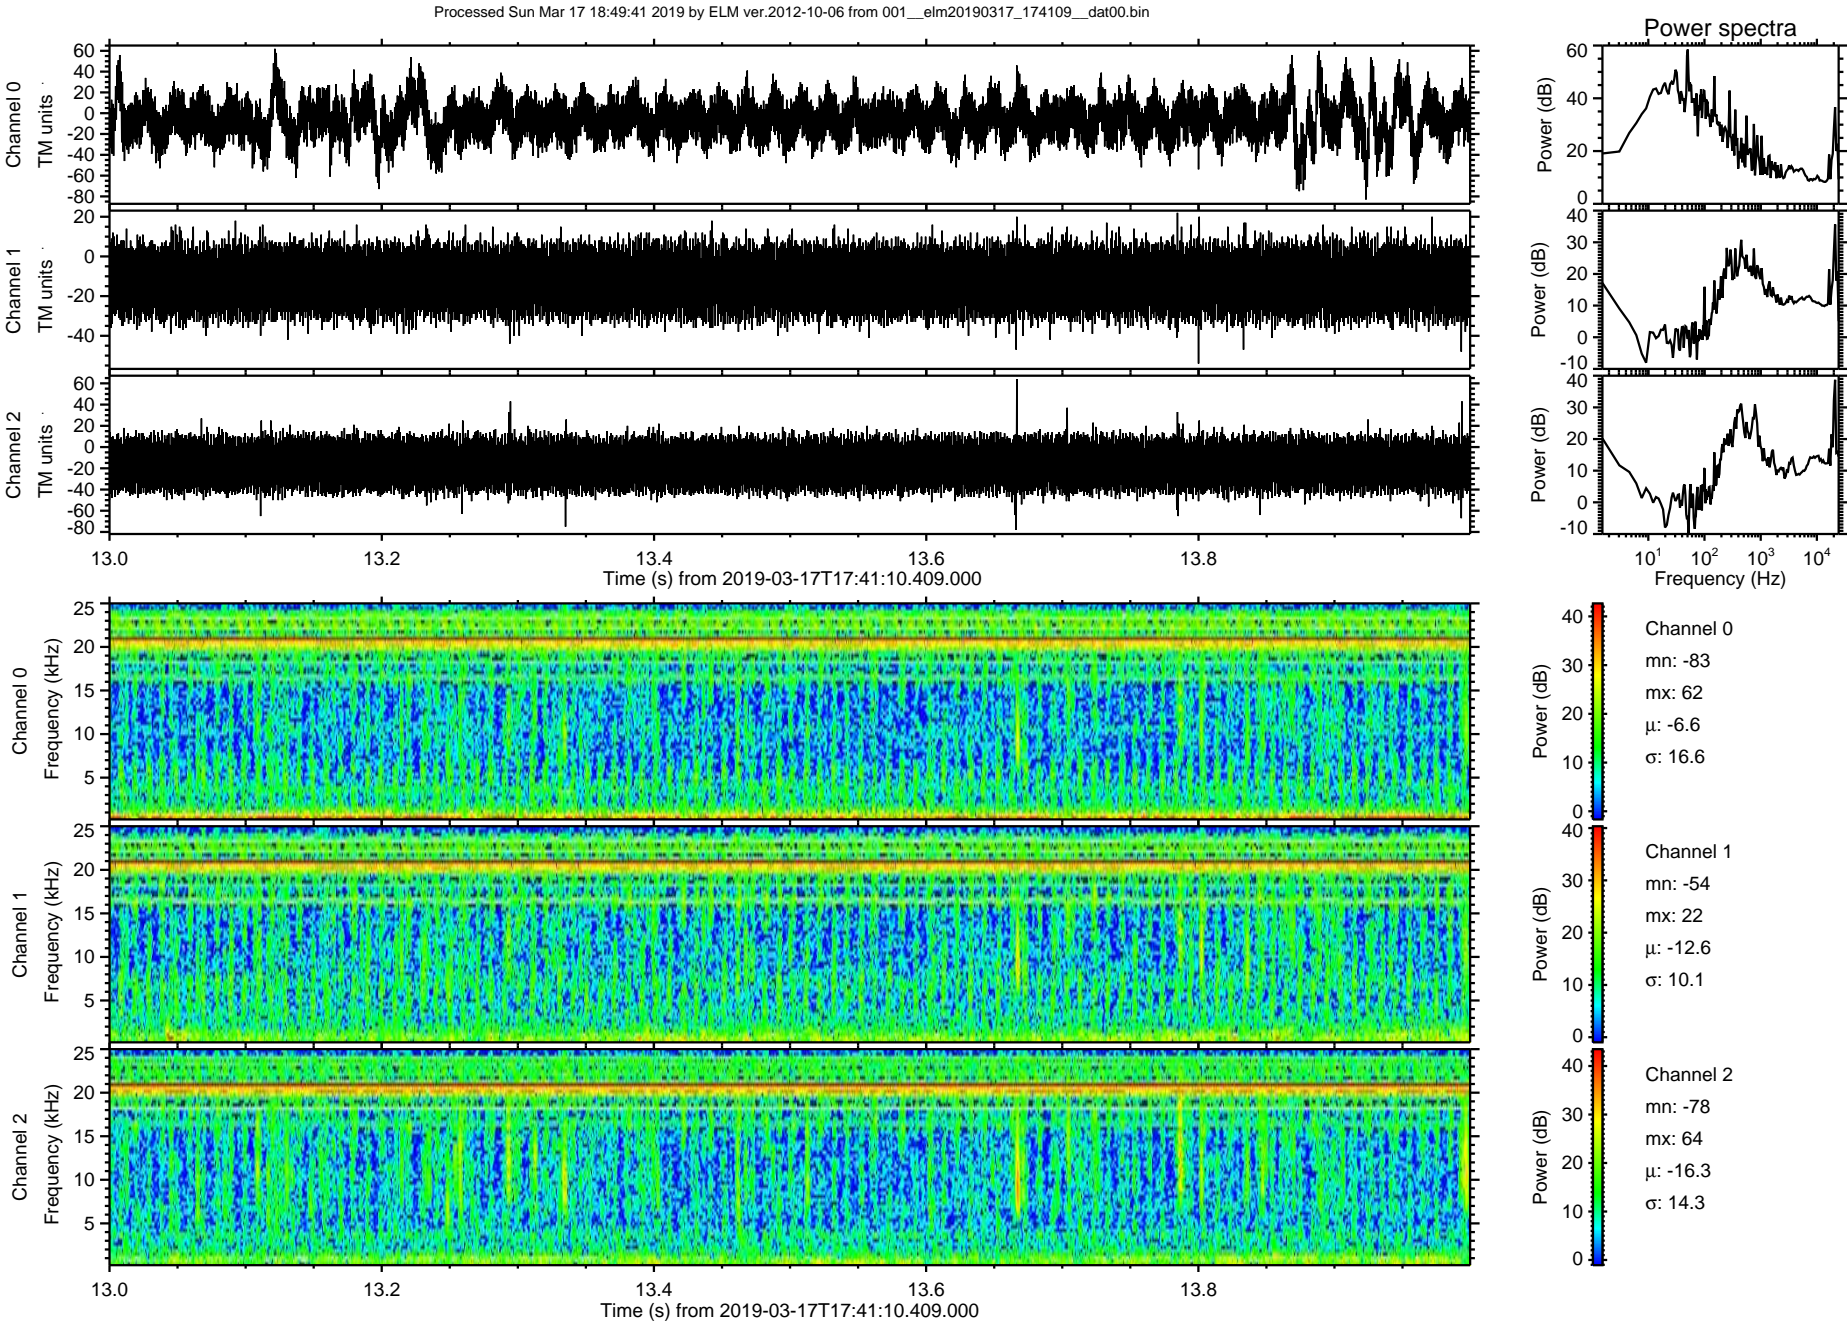 Processed Sun Mar 17 18:49:41 2019 by ELM ver.2012-10-06 from 001__elm20190317_174109__dat00.bin
Power spectra
Channel 0
TM units
60
40
20
0
-20
-40
-60
-80
Power (dB)
60
40
20
0
Channel 1
TM units
20
0
-20
-40
Power (dB)
40
30
20
10
0
-10
Channel 2
TM units
60
40
20
0
-20
-40
-60
-80
Power (dB)
40
30
20
10
0
-10
13.0 13.2 13.4 13.6 13.8
Time (s) from 2019-03-17T17:41:10.409.000
10¹ 10² 10³ 10⁴
Frequency (Hz)
Channel 0
Frequency (kHz)
25
20
15
10
5
Power (dB)
40
30
20
10
0
Channel 0
mn: -83
mx: 62
μ: -6.6
σ: 16.6
Channel 1
Frequency (kHz)
25
20
15
10
5
Power (dB)
40
30
20
10
0
Channel 1
mn: -54
mx: 22
μ: -12.6
σ: 10.1
Channel 2
Frequency (kHz)
25
20
15
10
5
Power (dB)
40
30
20
10
0
Channel 2
mn: -78
mx: 64
μ: -16.3
σ: 14.3
13.0 13.2 13.4 13.6 13.8
Time (s) from 2019-03-17T17:41:10.409.000